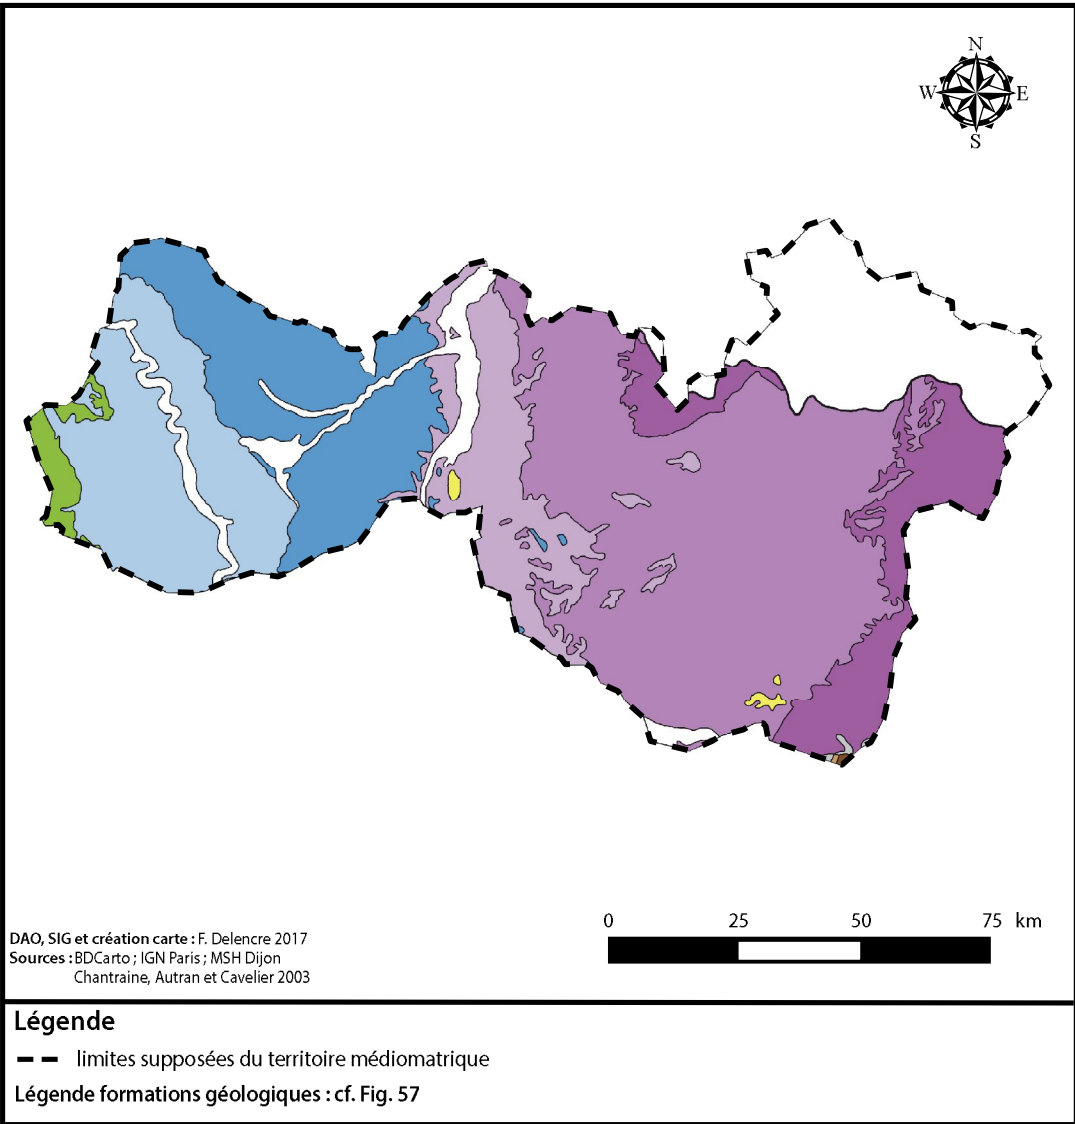 N
W E
S
0 25 50 75 km
DAO, SIG et création carte : F. Delencre 2017
Sources : BDCarto ; IGN Paris ; MSH Dijon
Chantraine, Autran et Cavelier 2003
Légende
limites supposées du territoire médiomatrique
Légende formations géologiques : cf. Fig. 57